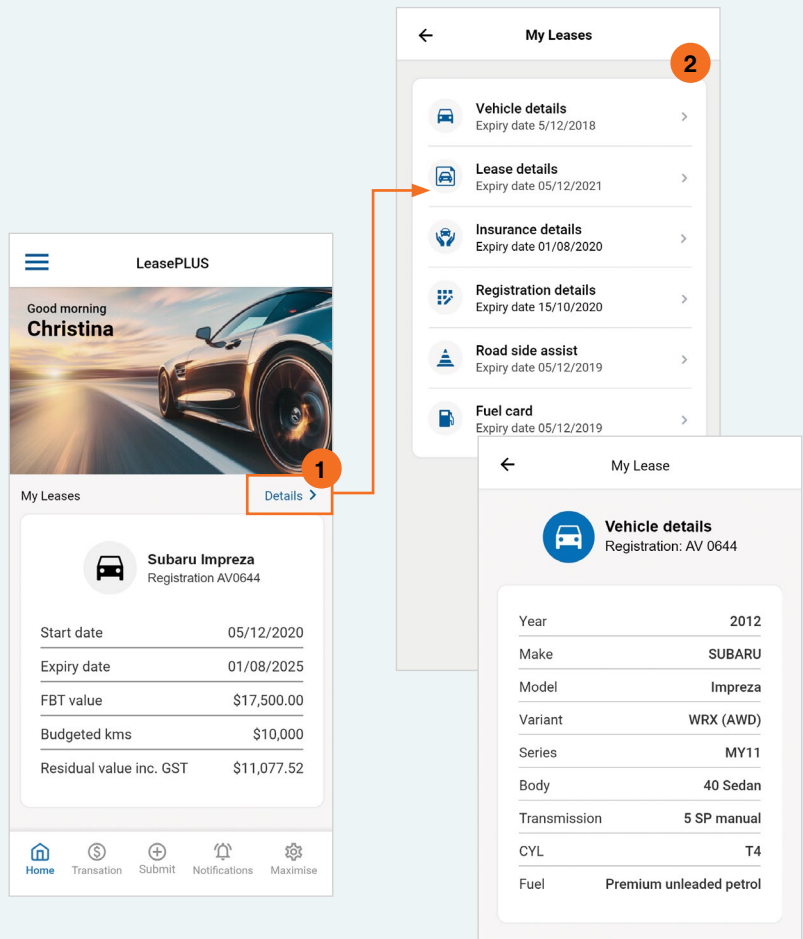 My Leases
2
Vehicle details
Expiry date 5/12/2018
Lease details
Expiry date 05/12/2021
Insurance details
Expiry date 01/08/2020
Registration details
Expiry date 15/10/2020
Road side assist
Expiry date 05/12/2019
Fuel card
Expiry date 05/12/2019
LeasePLUS
Good morning
Christina
1
My Leases Details
Subaru Impreza
Registration AV0644
Start date 05/12/2020
Expiry date 01/08/2025
FBT value $17,500.00
Budgeted kms $10,000
Residual value inc. GST $11,077.52
Home Transation Submit Notifications Maximise
My Lease
Vehicle details
Registration: AV 0644
Year 2012
Make SUBARU
Model Impreza
Variant WRX (AWD)
Series MY11
Body 40 Sedan
Transmission 5 SP manual
CYL T4
Fuel Premium unleaded petrol